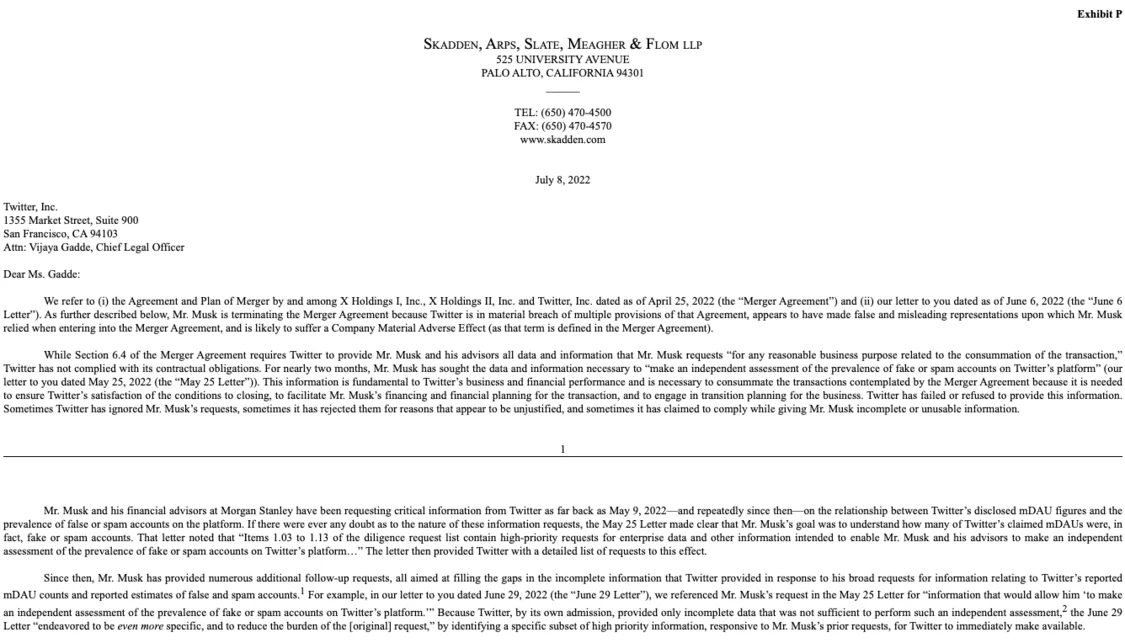 Exhibit P
SKADDEN, ARPS, SLATE, MEAGHER & FLOM LLP
525 UNIVERSITY AVENUE
PALO ALTO, CALIFORNIA 94301
TEL: (650) 470-4500
FAX: (650) 470-4570
www.skadden.com
July 8, 2022
Twitter, Inc.
1355 Market Street, Suite 900
San Francisco, CA 94103
Attn: Vijaya Gadde, Chief Legal Officer
Dear Ms. Gadde:
We refer to (i) the Agreement and Plan of Merger by and among X Holdings I, Inc., X Holdings II, Inc. and Twitter, Inc. dated as of April 25, 2022 (the “Merger Agreement”) and (ii) our letter to you dated as of June 6, 2022 (the “June 6
Letter”). As further described below, Mr. Musk is terminating the Merger Agreement because Twitter is in material breach of multiple provisions of that Agreement, appears to have made false and misleading representations upon which Mr. Musk
relied when entering into the Merger Agreement, and is likely to suffer a Company Material Adverse Effect (as that term is defined in the Merger Agreement).
While Section 6.4 of the Merger Agreement requires Twitter to provide Mr. Musk and his advisors all data and information that Mr. Musk requests “for any reasonable business purpose related to the consummation of the transaction,”
Twitter has not complied with its contractual obligations. For nearly two months, Mr. Musk has sought the data and information necessary to “make an independent assessment of the prevalence of fake or spam accounts on Twitter’s platform” (our
letter to you dated May 25, 2022 (the “May 25 Letter”)). This information is fundamental to Twitter’s business and financial performance and is necessary to consummate the transactions contemplated by the Merger Agreement because it is needed
to ensure Twitter’s satisfaction of the conditions to closing, to facilitate Mr. Musk’s financing and financial planning for the transaction, and to engage in transition planning for the business. Twitter has failed or refused to provide this information.
Sometimes Twitter has ignored Mr. Musk’s requests, sometimes it has rejected them for reasons that appear to be unjustified, and sometimes it has claimed to comply while giving Mr. Musk incomplete or unusable information.
1
Mr. Musk and his financial advisors at Morgan Stanley have been requesting critical information from Twitter as far back as May 9, 2022—and repeatedly since then—on the relationship between Twitter’s disclosed mDAU figures and the
prevalence of false or spam accounts on the platform. If there were ever any doubt as to the nature of these information requests, the May 25 Letter made clear that Mr. Musk’s goal was to understand how many of Twitter’s claimed mDAUs were, in
fact, fake or spam accounts. That letter noted that “Items 1.03 to 1.13 of the diligence request list contain high-priority requests for enterprise data and other information intended to enable Mr. Musk and his advisors to make an independent
assessment of the prevalence of fake or spam accounts on Twitter’s platform…” The letter then provided Twitter with a detailed list of requests to this effect.
Since then, Mr. Musk has provided numerous additional follow-up requests, all aimed at filling the gaps in the incomplete information that Twitter provided in response to his broad requests for information relating to Twitter’s reported
mDAU counts and reported estimates of false and spam accounts.1 For example, in our letter to you dated June 29, 2022 (the “June 29 Letter”), we referenced Mr. Musk’s request in the May 25 Letter for “information that would allow him ‘to make
an independent assessment of the prevalence of fake or spam accounts on Twitter’s platform.’” Because Twitter, by its own admission, provided only incomplete data that was not sufficient to perform such an independent assessment,2 the June 29
Letter “endeavored to be even more specific, and to reduce the burden of the [original] request,” by identifying a specific subset of high priority information, responsive to Mr. Musk’s prior requests, for Twitter to immediately make available.